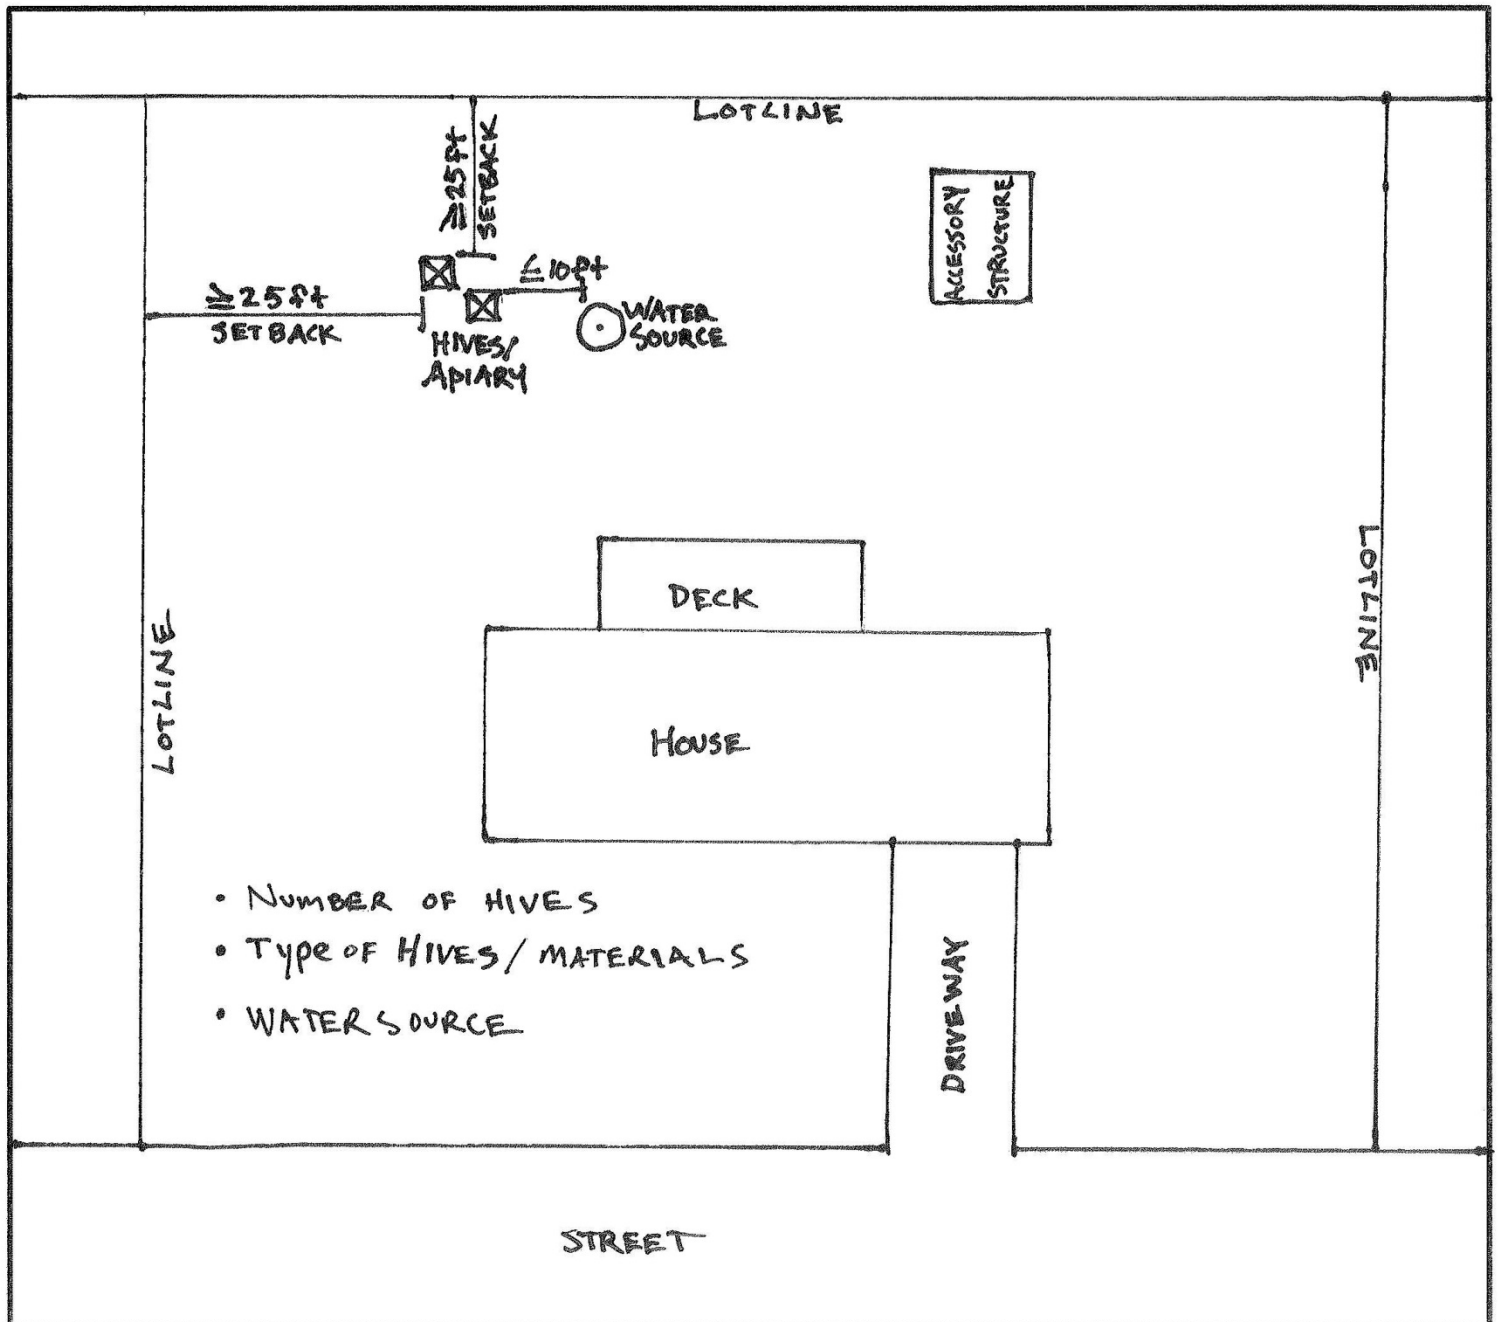 LOTLINE
≥25ft
SETBACK
ACCESSORY
STRUCTURE
≤10ft
≥25ft
SETBACK
WATER
SOURCE
HIVES/
APIARY
LOTLINE
DECK
LOTLINE
HOUSE
• NUMBER OF HIVES
• Type OF HIVES/MATERIALS
• WATER SOURCE
DRIVEWAY
STREET